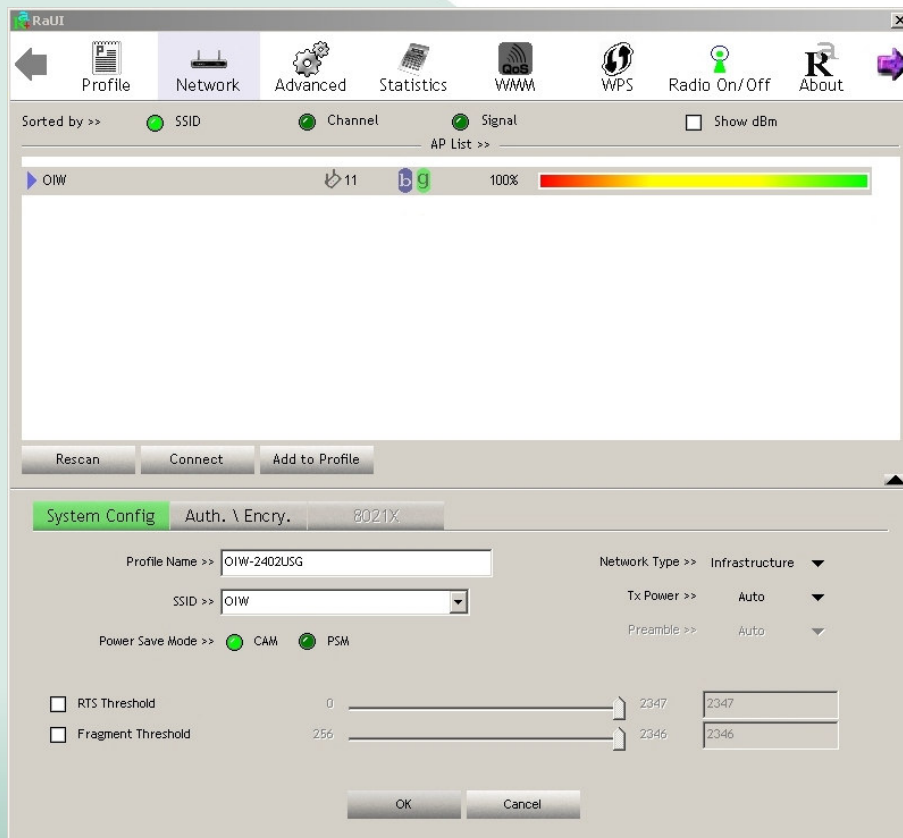 RaUI
Profile Network Advanced Statistics QoS WMM WPS Radio On/Off R a About
Sorted by >> SSID Channel Signal Show dBm
AP List >>
OIW 11 b g 100%
Rescan Connect Add to Profile
System Config Auth. \ Encry. 8021X
Profile Name >> OIW-2402USG Network Type >> Infrastructure
SSID >> OIW Tx Power >> Auto
Power Save Mode >> CAM PSM Preamble >> Auto
RTS Threshold 0 2347 2347
Fragment Threshold 256 2346 2346
OK Cancel